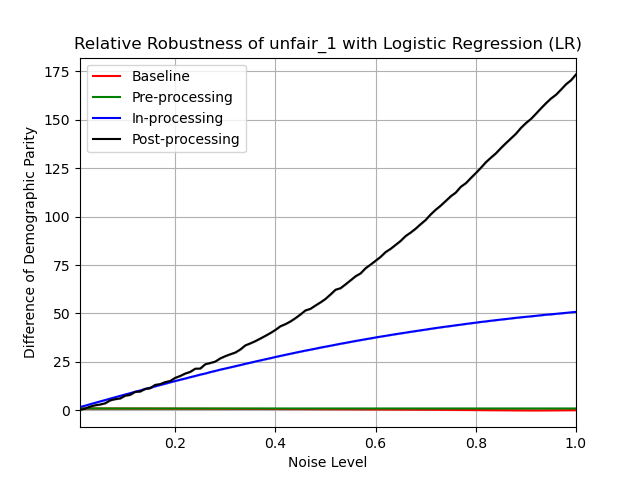 Relative Robustness of unfair_1 with Logistic Regression (LR)
Baseline
Pre-processing
In-processing
Post-processing
Difference of Demographic Parity
175
150
125
100
75
50
25
0
0.2 0.4 0.6 0.8 1.0
Noise Level